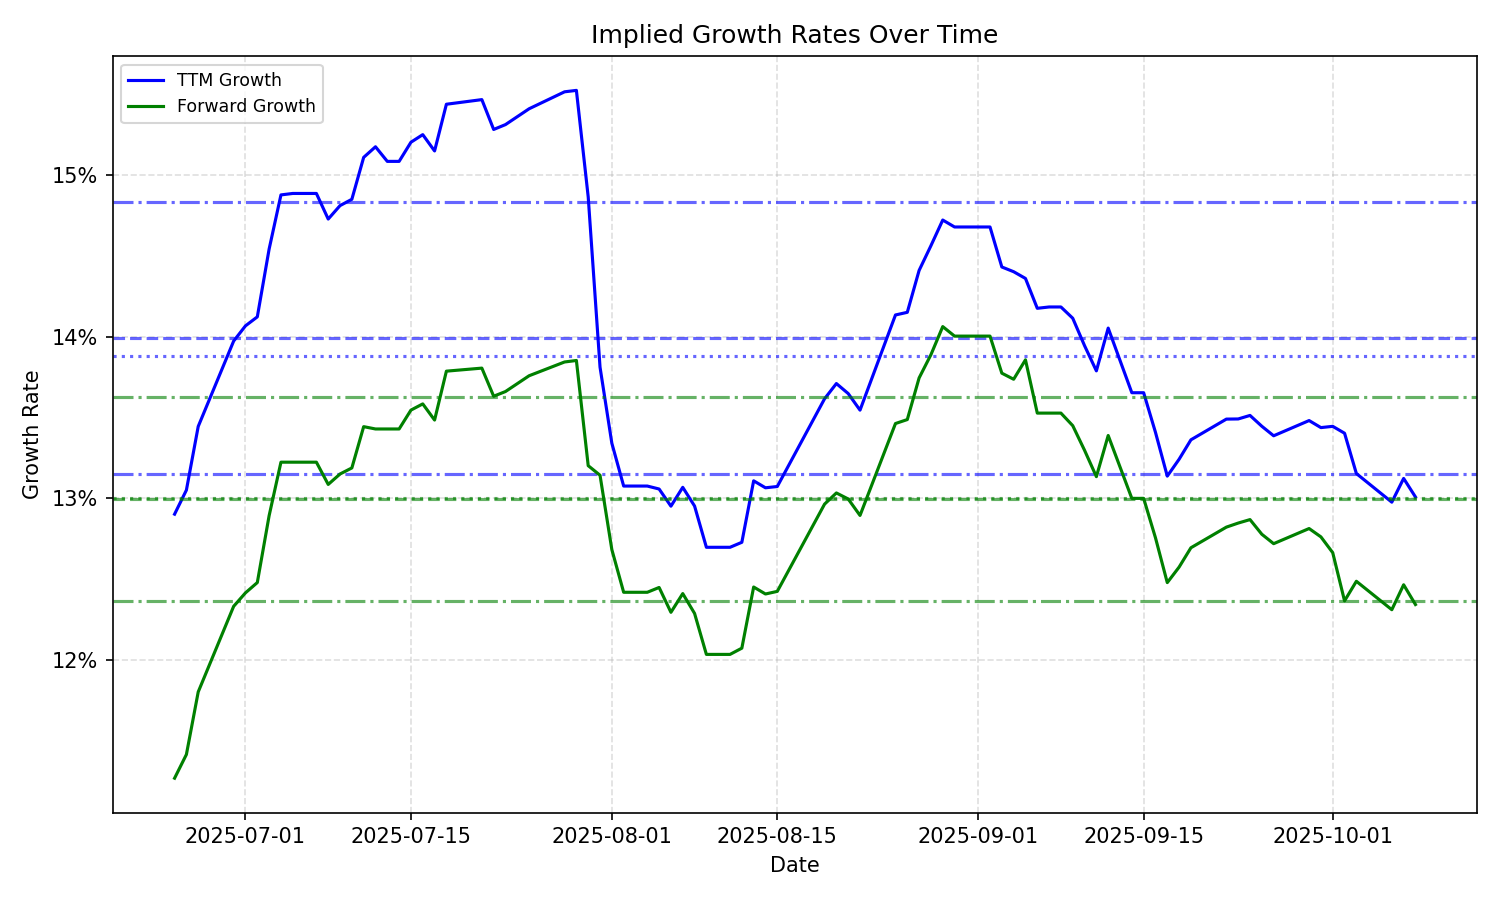 Implied Growth Rates Over Time
TTM Growth
Forward Growth
15%
14%
13%
12%
Growth Rate
2025-07-01 2025-07-15 2025-08-01 2025-08-15 2025-09-01 2025-09-15 2025-10-01
Date